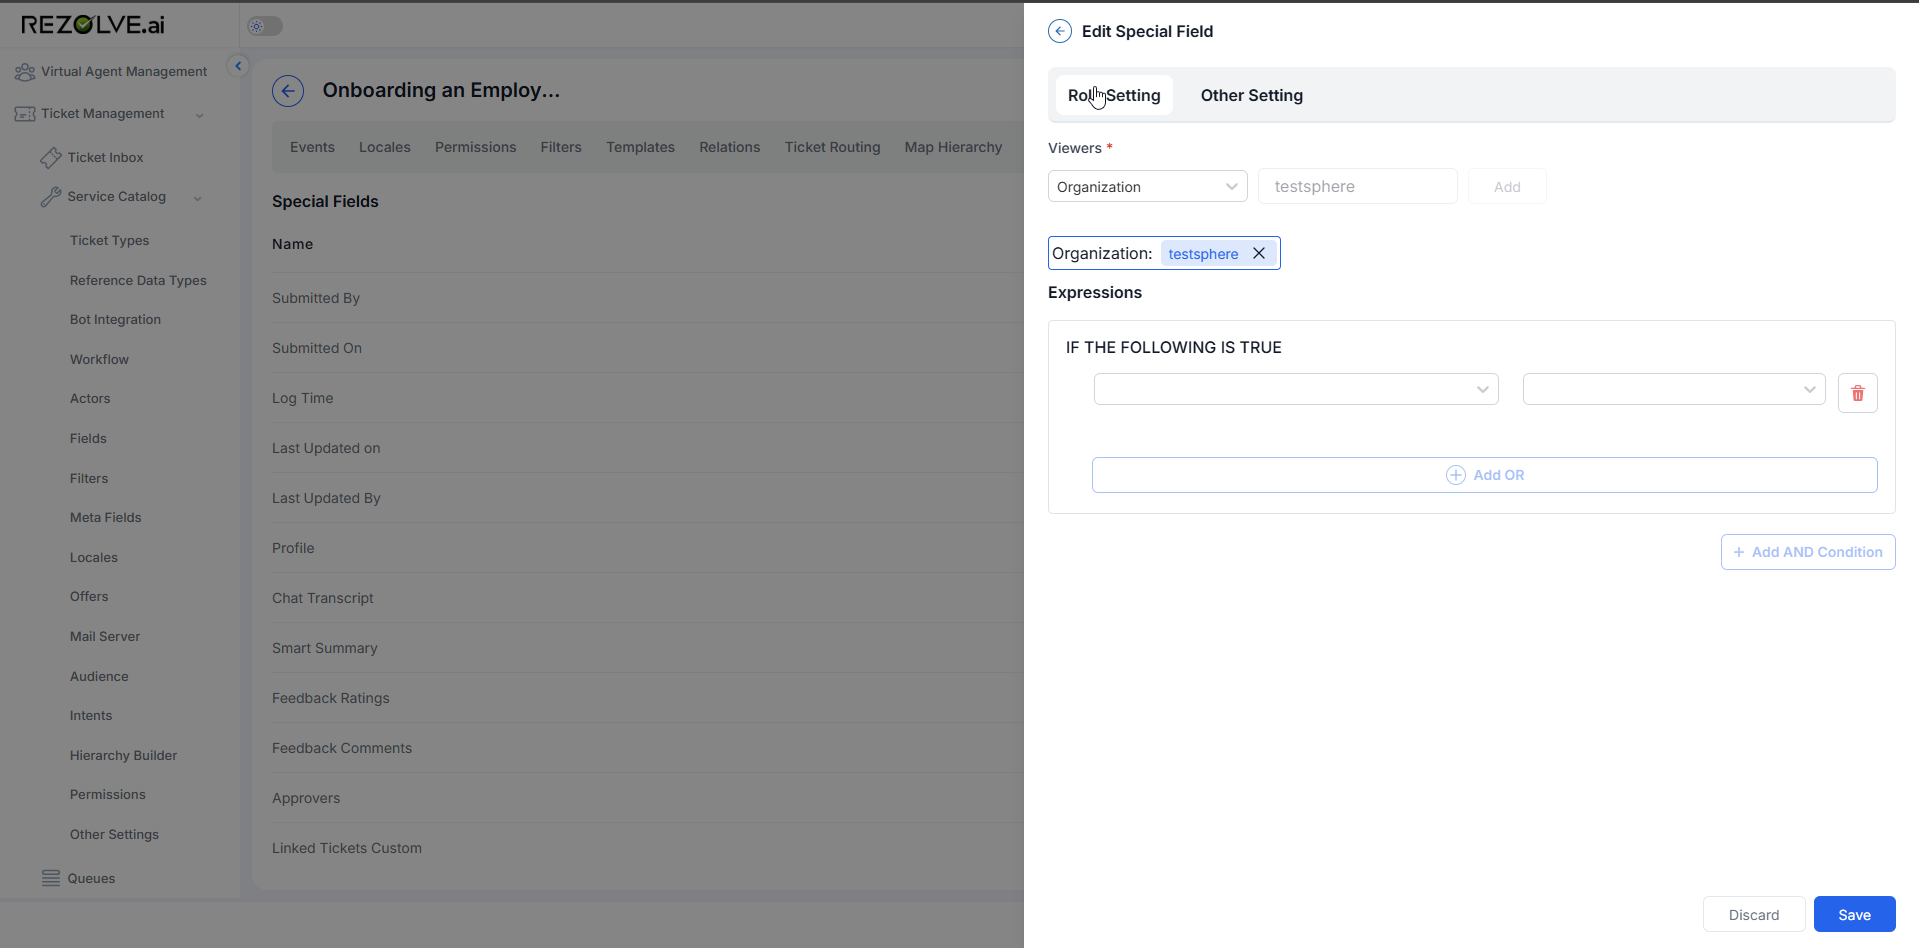 REZOLVE.ai
Virtual Agent Management
Ticket Management
Ticket Inbox
Service Catalog
Ticket Types
Reference Data Types
Bot Integration
Workflow
Actors
Fields
Filters
Meta Fields
Locales
Offers
Mail Server
Audience
Intents
Hierarchy Builder
Permissions
Other Settings
Queues
Onboarding an Employ...
Events Locales Permissions Filters Templates Relations Ticket Routing Map Hierarchy
Special Fields
Name
Submitted By
Submitted On
Log Time
Last Updated on
Last Updated By
Profile
Chat Transcript
Smart Summary
Feedback Ratings
Feedback Comments
Approvers
Linked Tickets Custom
Edit Special Field
Setting Other Setting
Viewers *
Organization testsphere Add
Organization: testsphere
Expressions
IF THE FOLLOWING IS TRUE
Add OR
+ Add AND Condition
Discard Save